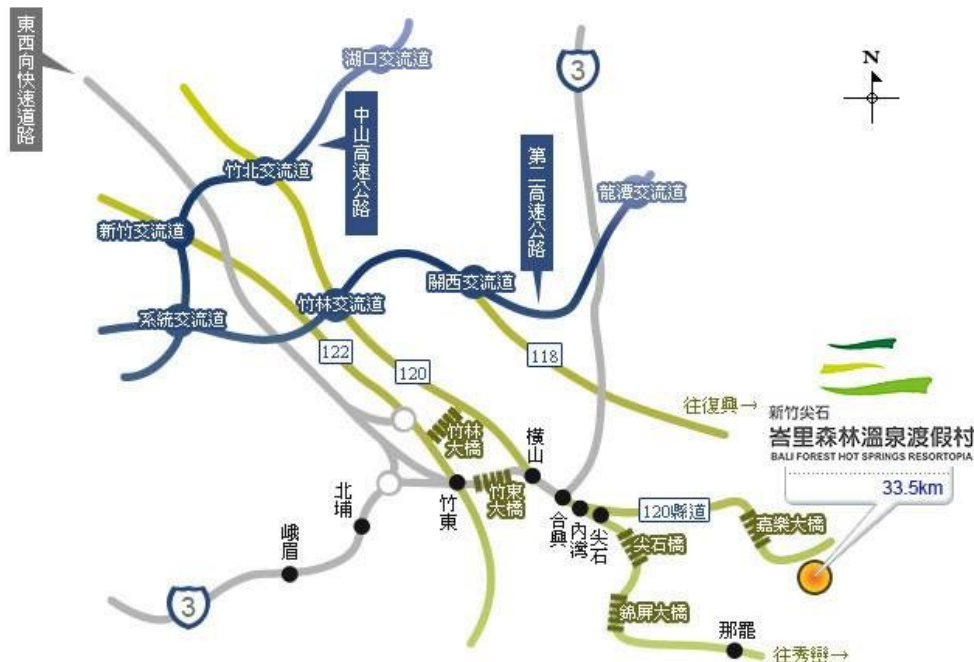 東西向快速道路
湖口交流道
3
N
中山高速公路
第二高速公路
竹北交流道
龍潭交流道
新竹交流道
關西交流道
竹林交流道
系統交流道
122
120
118
往復興→
新竹尖石
峇里森林溫泉渡假村
BALI FOREST HOT SPRINGS RESORTOPIA
33.5km
竹林
大橋
橫山
竹東
竹東
大橋
合興
內灣
尖石
120縣道
嘉樂大橋
北埔
峨眉
尖石橋
錦屏大橋
3
那羅
往秀巒→